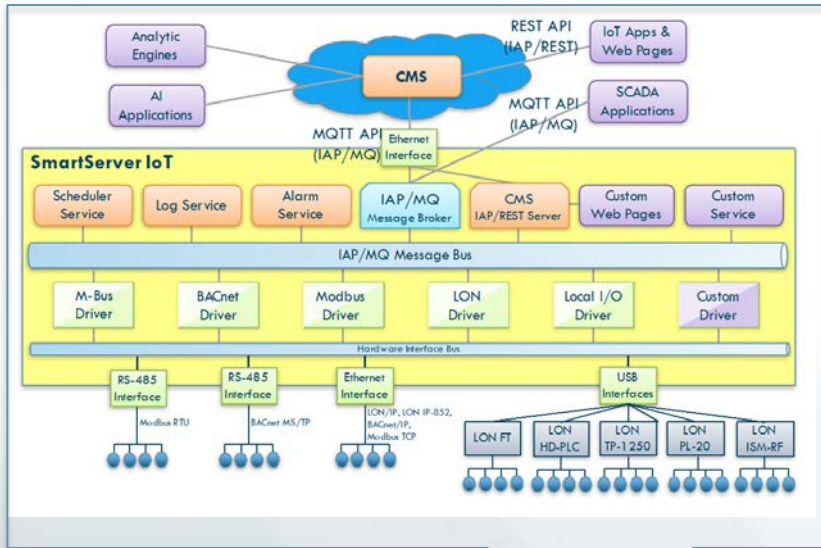 Analytic
Engines
REST API
(IAP/REST)
IoT Apps &
Web Pages
CMS
AI
Applications
MQTT API
(IAP/MQ)
SCADA
Applications
MQTT API
(IAP/MQ)
Ethernet
Interface
SmartServer IoT
Scheduler
Service
Log Service
Alarm
Service
IAP/MQ
Message Broker
CMS
IAP/REST Server
Custom
Web Pages
Custom
Service
IAP/MQ Message Bus
M-Bus
Driver
BACnet
Driver
Modbus
Driver
LON
Driver
Local I/O
Driver
Custom
Driver
Hardware Interface Bus
RS-485
Interface
RS-485
Interface
Ethernet
Interface
USB
Interfaces
Modbus RTU
BACnet MS/TP
LON/IP, LON IP-852,
BACnet/IP,
Modbus TCP
LON FT
LON
HD-PLC
LON
TP-1250
LON
PL-20
LON
ISM-RF